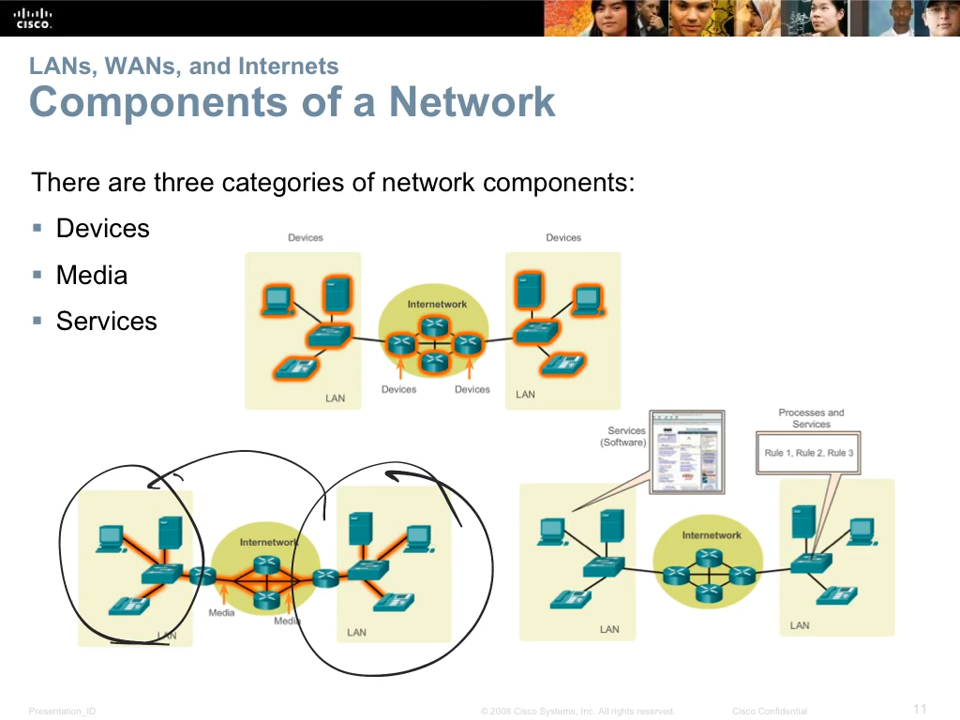 CISCO
LANs, WANs, and Internets
Components of a Network
There are three categories of network components:
Devices
Media
Services
Devices
Devices
Internetwork
Devices
Devices
LAN
LAN
Services
(Software)
Processes and
Services
Rule 1, Rule 2, Rule 3
Internetwork
Media
Media
LAN
LAN
Internetwork
LAN
LAN
Presentation_ID
© 2008 Cisco Systems, Inc. All rights reserved.
Cisco Confidential
11